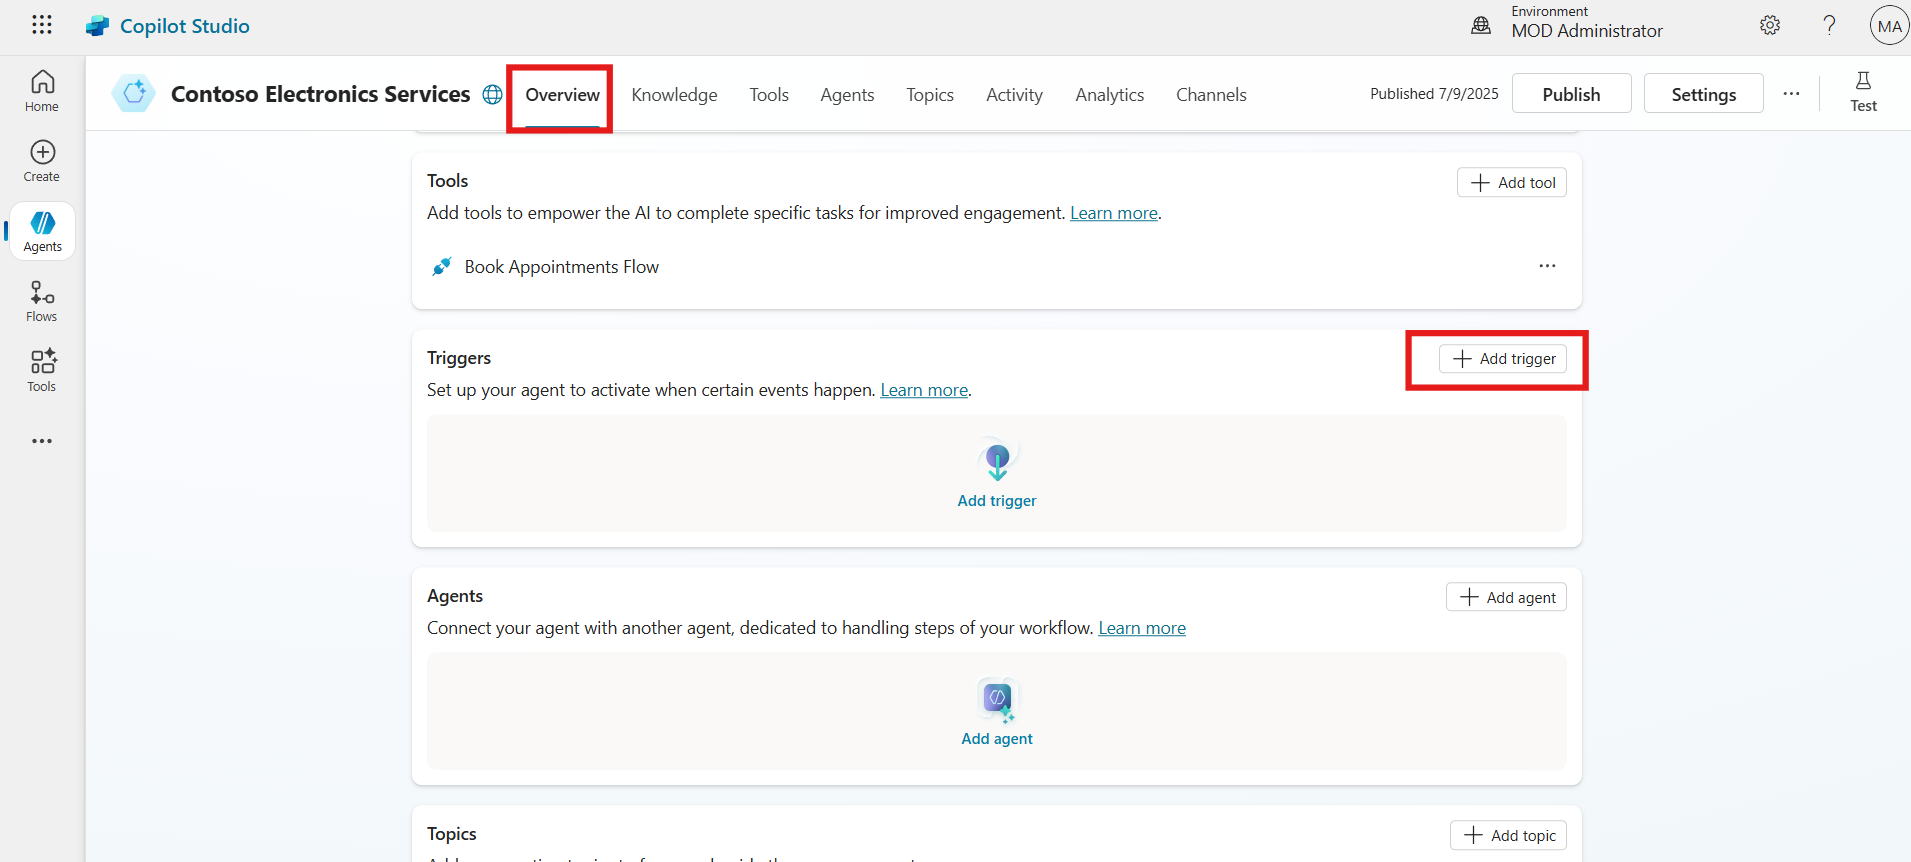 Copilot Studio
Environment
MOD Administrator
MA
Home
Create
Agents
Flows
Tools
Contoso Electronics Services
Overview
Knowledge
Tools
Agents
Topics
Activity
Analytics
Channels
Published 7/9/2025
Publish
Settings
Test
Tools
Add tool
Add tools to empower the AI to complete specific tasks for improved engagement. Learn more.
Book Appointments Flow
Triggers
Add trigger
Set up your agent to activate when certain events happen. Learn more.
Add trigger
Agents
Add agent
Connect your agent with another agent, dedicated to handling steps of your workflow. Learn more
Add agent
Topics
Add topic